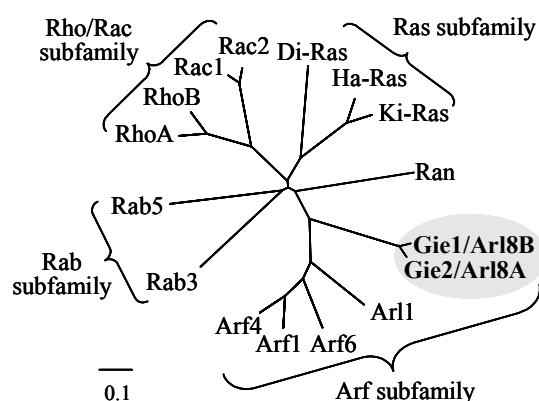 Rho/Rac
subfamily
Ras subfamily
Rac2
Di-Ras
Rac1
Ha-Ras
RhoB
Ki-Ras
RhoA
Ran
Rab5
Gie1/Arl8B
Gie2/Arl8A
Rab
subfamily
Rab3
Arl1
Arf4
Arf1
Arf6
0.1
Arf subfamily